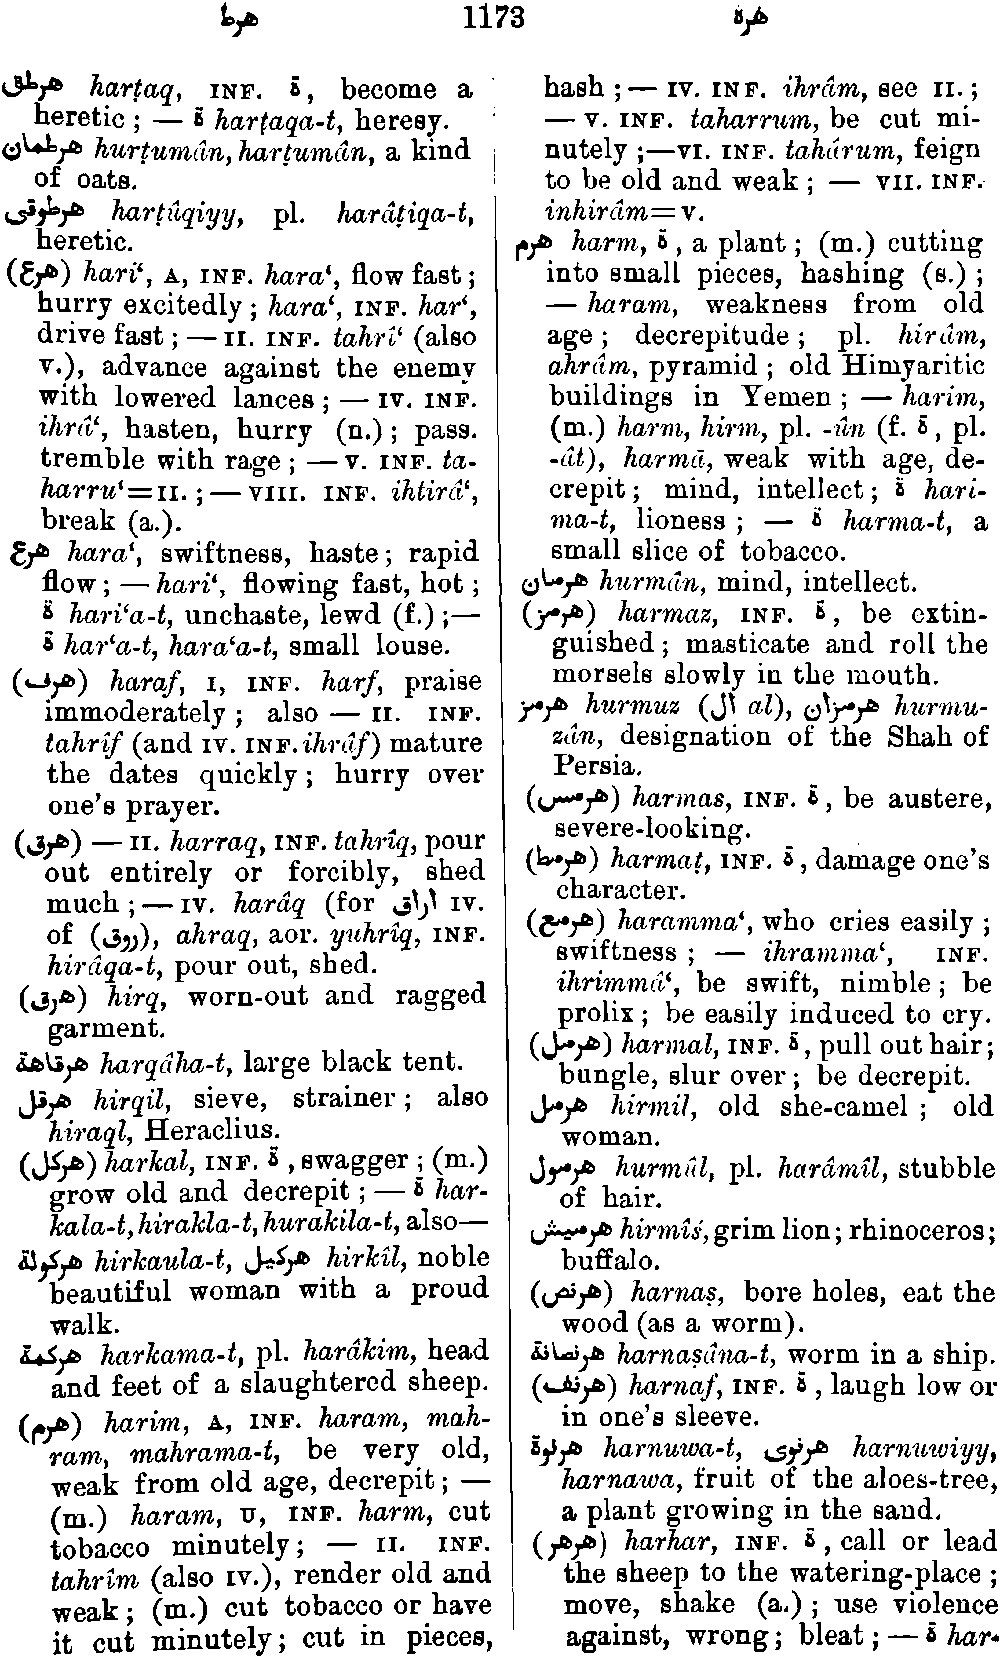 هرط 1173 هرة
هرطق harṭaq, INF. ة, become a
heretic ; — ة harṭaqa-t, heresy.
هرطمان hurṭumân, harṭumân, a kind
of oats.
هرطوقى harṭûqiyy, pl. harâṭiqa-t,
heretic.
(هرع) hari‘, A, INF. hara‘, flow fast ;
hurry excitedly ; hara‘, INF. har‘,
drive fast ; — II. INF. tahrî‘ (also
V.), advance against the enemy
with lowered lances ; — IV. INF.
ihrâ‘, hasten, hurry (n.) ; pass.
tremble with rage ; — V. INF. ta-
harru‘=II. ; — VIII. INF. ihtirâ‘,
break (a.).
هرع hara‘, swiftness, haste ; rapid
flow ; — hari‘, flowing fast, hot ;
ة hari‘a-t, unchaste, lewd (f.) ;—
ة har‘a-t, hara‘a-t, small louse.
(هرف) haraf, I, INF. harf, praise
immoderately ; also — II. INF.
tahrîf (and IV. INF. ihrâf) mature
the dates quickly ; hurry over
one's prayer.
(هرق) — II. harraq, INF. tahrîq, pour
out entirely or forcibly, shed
much ; — IV. harâq (for اراق IV.
of (روق), ahraq, aor. yuhrîq, INF.
hirâqa-t, pour out, shed.
(هرق) hirq, worn-out and ragged
garment.
هرقاهة harqâha-t, large black tent.
هرقل hirqil, sieve, strainer ; also
hiraql, Heraclius.
(هركل) harkal, INF. ة, swagger ; (m.)
grow old and decrepit ; — ة har-
kala-t, hirakla-t, hurakila-t, also—
هركولة hirkaula-t, هركيل hirkîl, noble
beautiful woman with a proud
walk.
هركمة harkama-t, pl. harâkim, head
and feet of a slaughtered sheep.
(هرم) harim, A, INF. haram, mah-
ram, mahrama-t, be very old,
weak from old age, decrepit ; —
(m.) haram, U, INF. harm, cut
tobacco minutely ; — II. INF.
tahrîm (also IV.), render old and
weak ; (m.) cut tobacco or have
it cut minutely ; cut in pieces,
hash ; — IV. INF. ihrâm, see II. ;
— V. INF. taharrum, be cut mi-
nutely ;—VI. INF. tahârum, feign
to be old and weak ; — VII. INF.
inhirâm=V.
هرم harm, ة, a plant ; (m.) cutting
into small pieces, hashing (s.) ;
— haram, weakness from old
age ; decrepitude ; pl. hirâm,
ahrâm, pyramid ; old Himyaritic
buildings in Yemen ; — harim,
(m.) harm, hirm, pl. -ûn (f. ة, pl.
-ât), harmā, weak with age, de-
crepit ; mind, intellect ; ة hari-
ma-t, lioness ; — ة harma-t, a
small slice of tobacco.
هرمان hurmân, mind, intellect.
(هرمز) harmaz, INF. ة, be extin-
guished ; masticate and roll the
morsels slowly in the mouth.
هرمز hurmuz (ال al), هرمزان hurmu-
zân, designation of the Shah of
Persia.
(هرمس) harmas, INF. ة, be austere,
severe-looking.
(هرمط) harmaṭ, INF. ة, damage one's
character.
(هرمع) haramma‘, who cries easily ;
swiftness ; — ihramma‘, INF.
ihrimmâ‘, be swift, nimble ; be
prolix ; be easily induced to cry.
(هرمل) harmal, INF. ة, pull out hair ;
bungle, slur over ; be decrepit.
هرمل hirmil, old she-camel ; old
woman.
هرمول hurmûl, pl. harâmîl, stubble
of hair.
هرميش hirmîś, grim lion ; rhinoceros ;
buffalo.
(هرنص) harnaṣ, bore holes, eat the
wood (as a worm).
هرنصانة harnaṣâna-t, worm in a ship.
(هرنف) harnaf, INF. ة, laugh low or
in one's sleeve.
هرنوة harnuwa-t, هرنوى harnuwiyy,
harnawa, fruit of the aloes-tree,
a plant growing in the sand.
(هرهر) harhar, INF. ة, call or lead
the sheep to the watering-place ;
move, shake (a.) ; use violence
against, wrong ; bleat ; — ة har-